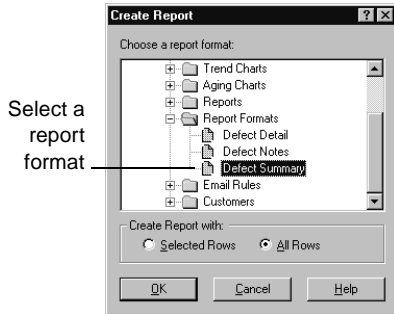 Create Report
Choose a report format:
Trend Charts
Aging Charts
Reports
Report Formats
Defect Detail
Defect Notes
Defect Summary
Email Rules
Customers
Select a
report
format
Create Report with:
Selected Rows All Rows
OK Cancel Help